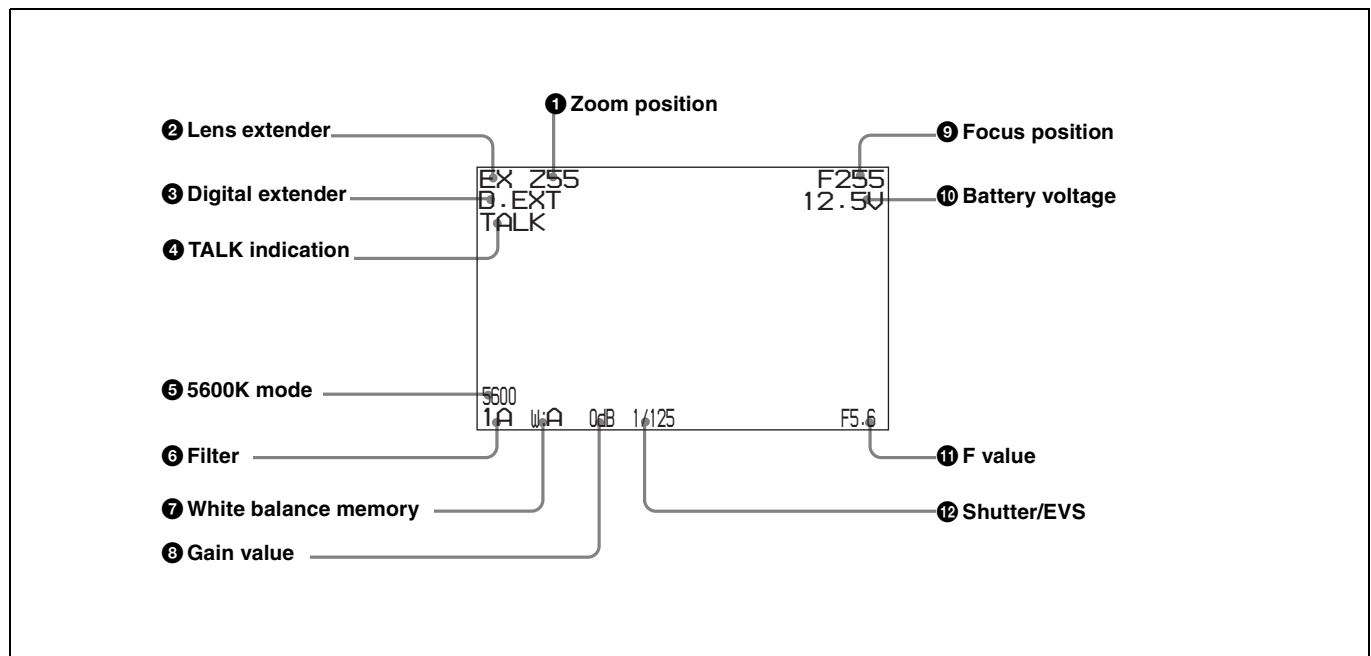 ❶ Zoom position
❷ Lens extender
❾ Focus position
EX Z55
F255
❸ Digital extender
D.EXT
12.5V
❿ Battery voltage
TALK
❹ TALK indication
❺ 5600K mode
5600
1A W:A 0dB 1/125
F5.6
❻ Filter
⓫ F value
❼ White balance memory
⓬ Shutter/EVS
❽ Gain value